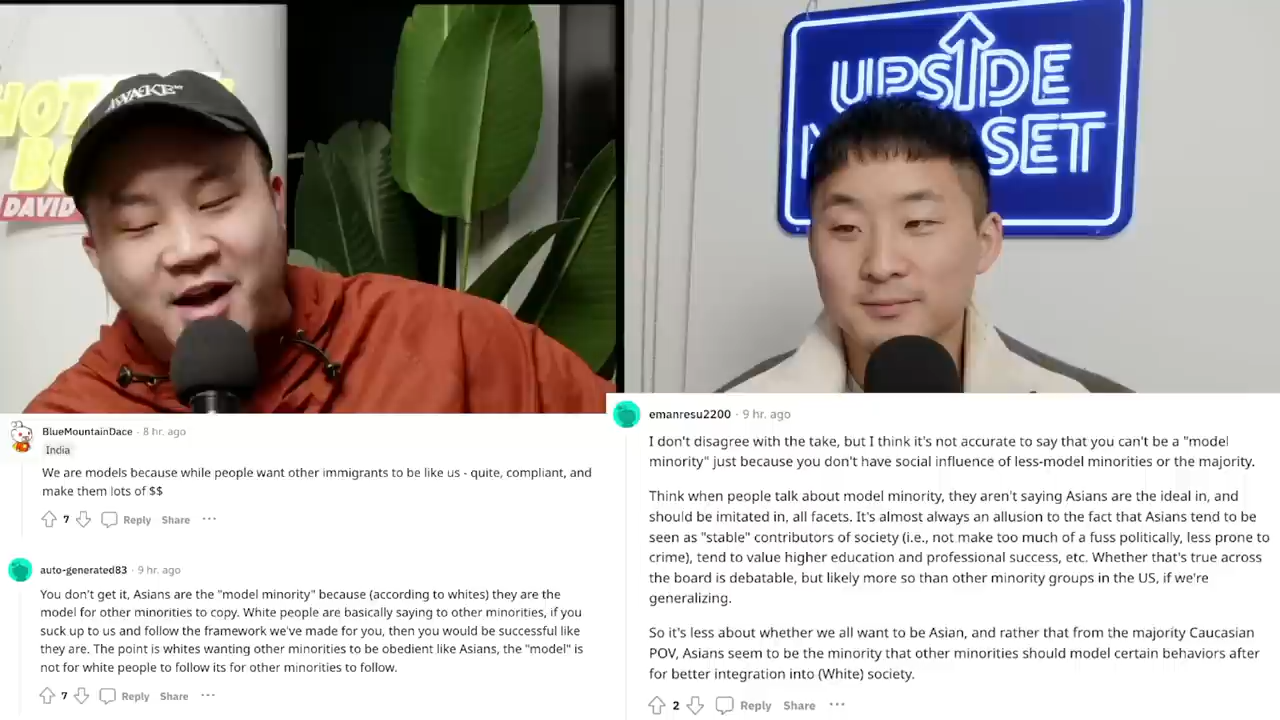 AWAKE
HOT
BO
DAVID
UPSIDE
SET
BlueMountainDace · 8 hr. ago
India
We are models because while people want other immigrants to be like us - quite, compliant, and
make them lots of $$
7 Reply Share ···
auto-generated83 · 9 hr. ago
You don't get it, Asians are the "model minority" because (according to whites) they are the
model for other minorities to copy. White people are basically saying to other minorities, if you
suck up to us and follow the framework we've made for you, then you would be successful like
they are. The point is whites wanting other minorities to be obedient like Asians, the "model" is
not for white people to follow its for other minorities to follow.
7 Reply Share ···
emanresu2200 · 9 hr. ago
I don't disagree with the take, but I think it's not accurate to say that you can't be a "model
minority" just because you don't have social influence of less-model minorities or the majority.
Think when people talk about model minority, they aren't saying Asians are the ideal in, and
should be imitated in, all facets. It's almost always an allusion to the fact that Asians tend to be
seen as "stable" contributors of society (i.e., not make too much of a fuss politically, less prone to
crime), tend to value higher education and professional success, etc. Whether that's true across
the board is debatable, but likely more so than other minority groups in the US, if we're
generalizing.
So it's less about whether we all want to be Asian, and rather that from the majority Caucasian
POV, Asians seem to be the minority that other minorities should model certain behaviors after
for better integration into (White) society.
2 Reply Share ···